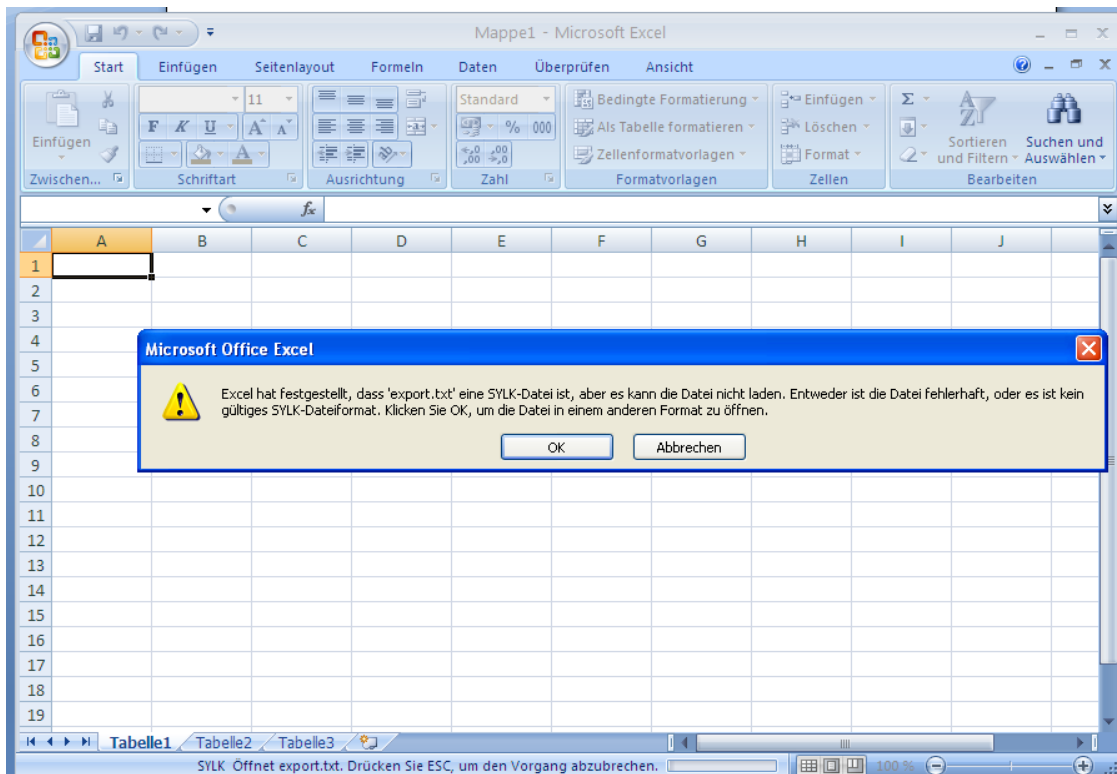 Mappe1 - Microsoft Excel
Start Einfügen Seitenlayout Formeln Daten Überprüfen Ansicht
Einfügen
11
F K U
A A
A
Standard
% 000
Bedingte Formatierung
Als Tabelle formatieren
Zellenformatvorlagen
Einfügen
Löschen
Format
Σ
Sortieren und Filtern
Suchen und Auswählen
Zwischen... Schriftart Ausrichtung Zahl Formatvorlagen Zellen Bearbeiten
fx
A B C D E F G H I J
1
2
3
4
5
6
7
8
9
10
11
12
13
14
15
16
17
18
19
Microsoft Office Excel
Excel hat festgestellt, dass 'export.txt' eine SYLK-Datei ist, aber es kann die Datei nicht laden. Entweder ist die Datei fehlerhaft, oder es ist kein
gültiges SYLK-Dateiformat. Klicken Sie OK, um die Datei in einem anderen Format zu öffnen.
OK Abbrechen
Tabelle1 Tabelle2 Tabelle3
SYLK Öffnet export.txt. Drücken Sie ESC, um den Vorgang abzubrechen. 100 %